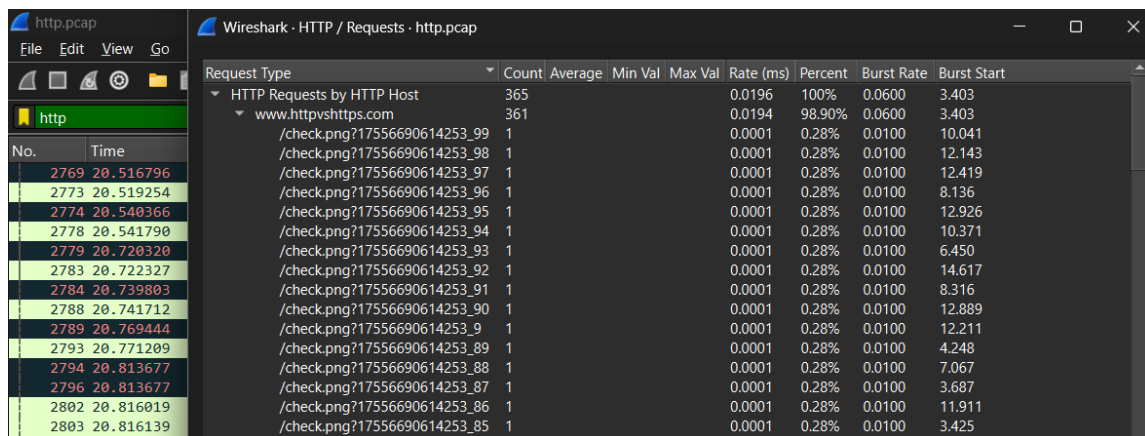 http.pcap
File Edit View Go
http
No. Time
2769 20.516796
2773 20.519254
2774 20.540366
2778 20.541790
2779 20.720320
2783 20.722327
2784 20.739803
2788 20.741712
2789 20.769444
2793 20.771209
2794 20.813677
2796 20.813677
2802 20.816019
2803 20.816139
Wireshark · HTTP / Requests · http.pcap
Request Type Count Average Min Val Max Val Rate (ms) Percent Burst Rate Burst Start
HTTP Requests by HTTP Host 365 0.0196 100% 0.0600 3.403
www.httpvshttps.com 361 0.0194 98.90% 0.0600 3.403
/check.png?17556690614253_99 1 0.0001 0.28% 0.0100 10.041
/check.png?17556690614253_98 1 0.0001 0.28% 0.0100 12.143
/check.png?17556690614253_97 1 0.0001 0.28% 0.0100 12.419
/check.png?17556690614253_96 1 0.0001 0.28% 0.0100 8.136
/check.png?17556690614253_95 1 0.0001 0.28% 0.0100 12.926
/check.png?17556690614253_94 1 0.0001 0.28% 0.0100 10.371
/check.png?17556690614253_93 1 0.0001 0.28% 0.0100 6.450
/check.png?17556690614253_92 1 0.0001 0.28% 0.0100 14.617
/check.png?17556690614253_91 1 0.0001 0.28% 0.0100 8.316
/check.png?17556690614253_90 1 0.0001 0.28% 0.0100 12.889
/check.png?17556690614253_9 1 0.0001 0.28% 0.0100 12.211
/check.png?17556690614253_89 1 0.0001 0.28% 0.0100 4.248
/check.png?17556690614253_88 1 0.0001 0.28% 0.0100 7.067
/check.png?17556690614253_87 1 0.0001 0.28% 0.0100 3.687
/check.png?17556690614253_86 1 0.0001 0.28% 0.0100 11.911
/check.png?17556690614253_85 1 0.0001 0.28% 0.0100 3.425